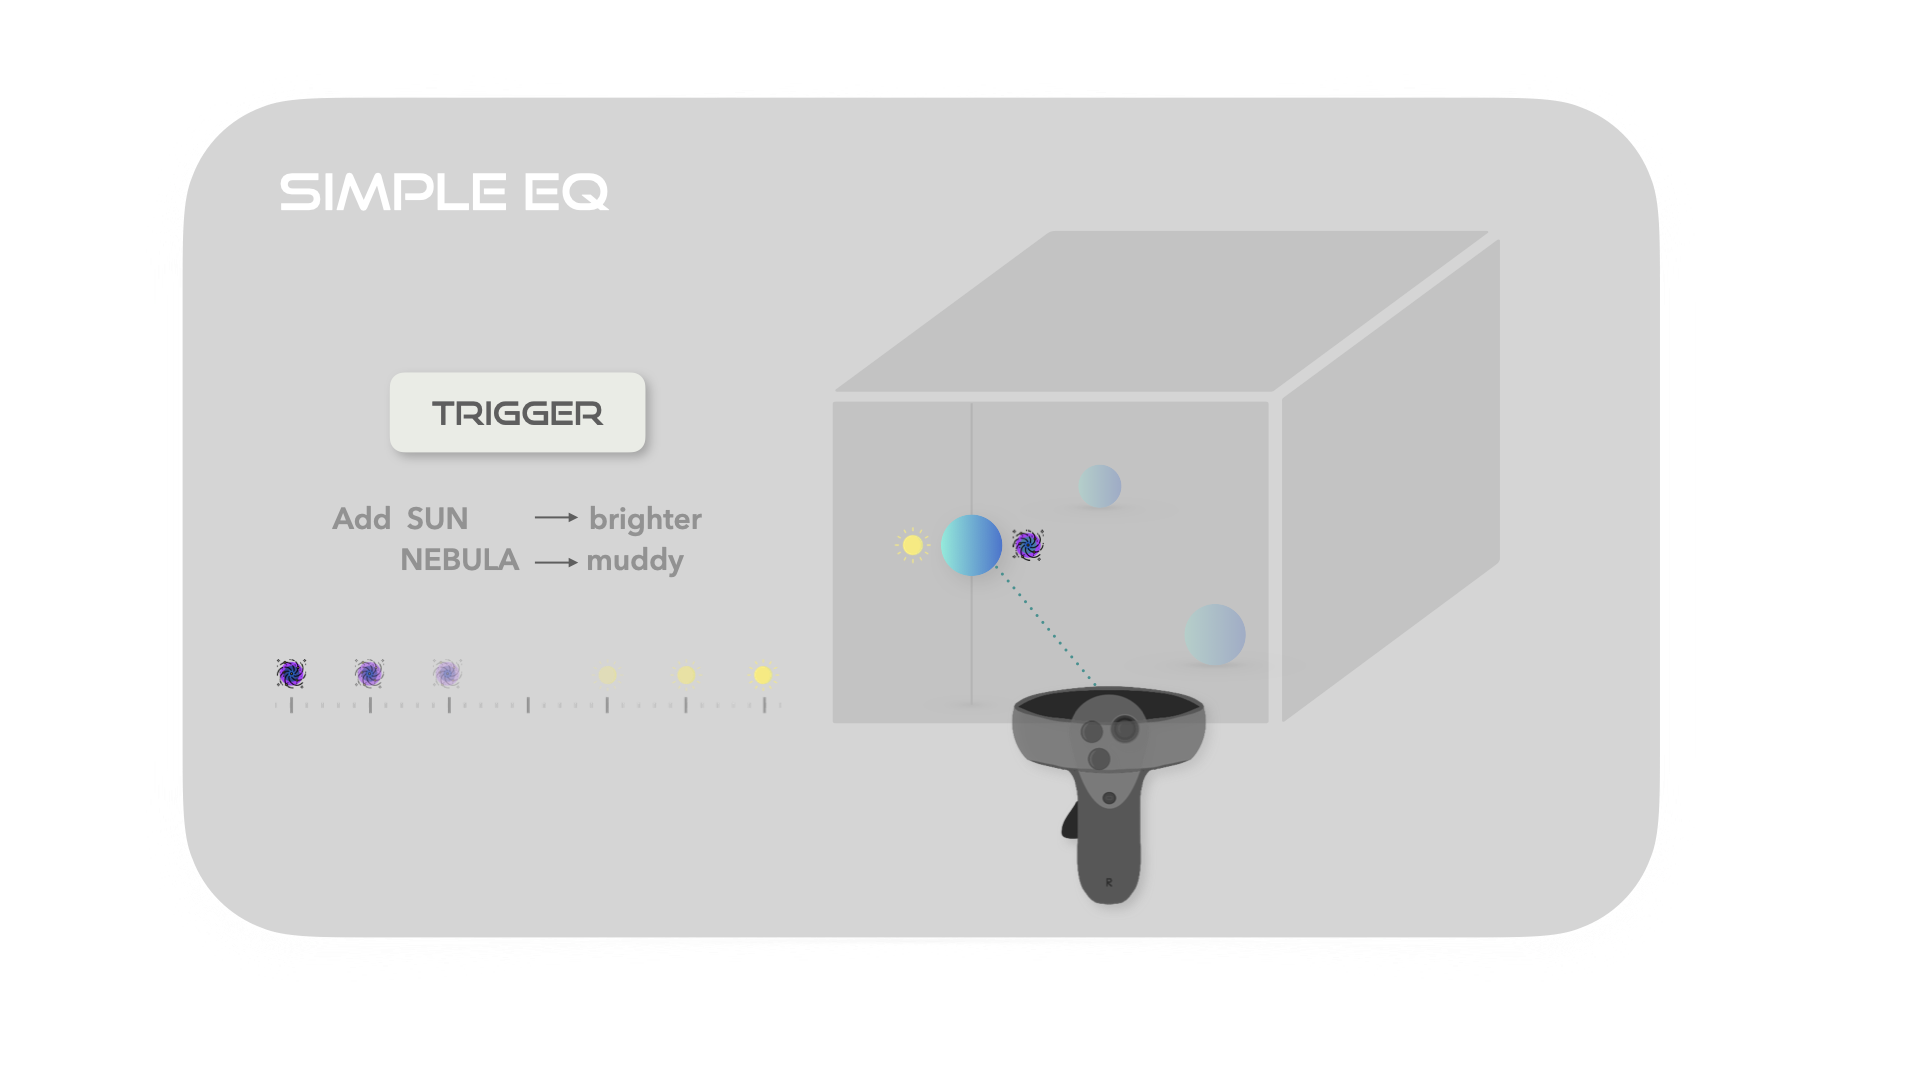 SIMPLE EQ
TRIGGER
Add SUN → brighter
NEBULA → muddy
R